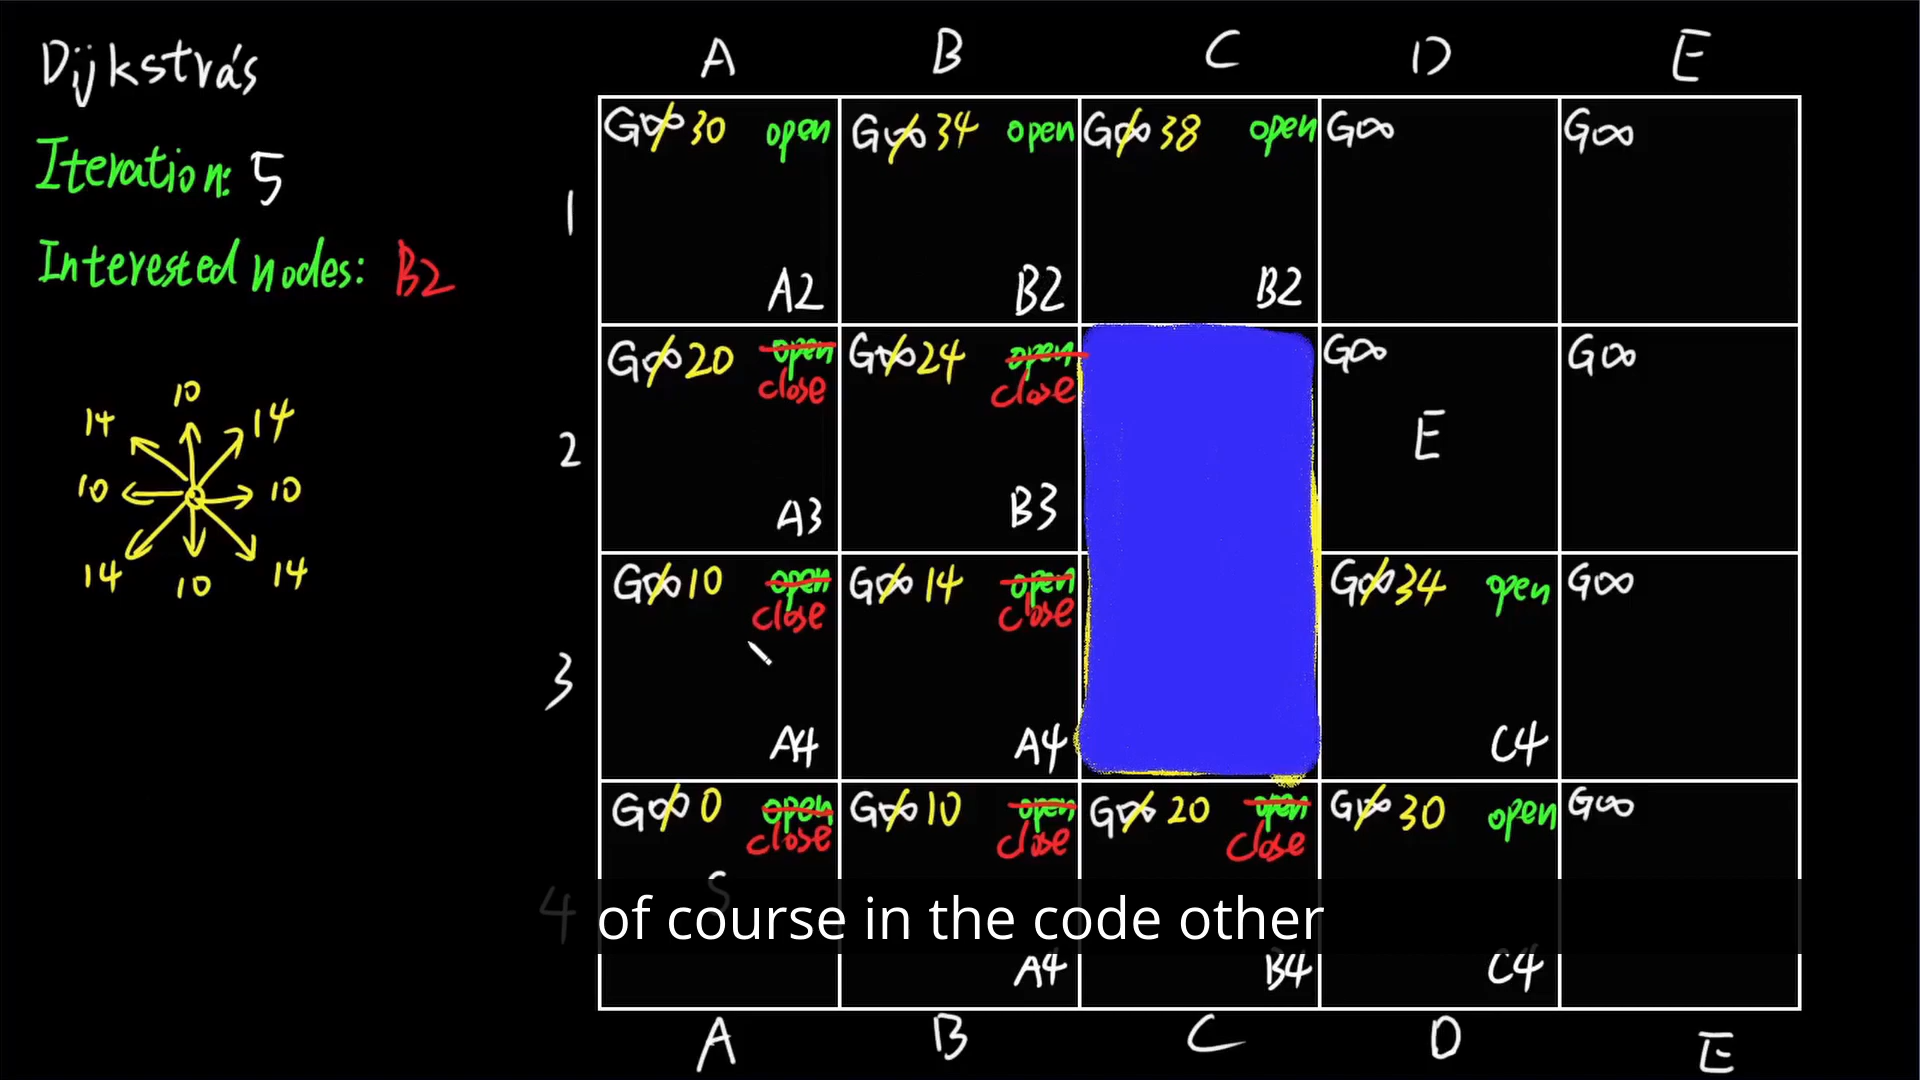 Dijkstra's
Iteration: 5
Interested nodes: B2
10
14 14
10 10
14 10 14
A B C D E
1
G∞ 30 open G∞ 34 open G∞ 38 open G∞ G∞
A2 B2 B2
2
G∞ 20 open G∞ 24 open G∞ G∞
close close
E
A3 B3
3
G∞ 10 open G∞ 14 open G∞ 34 open G∞
close close
A4 A4 C4
4
G∞ 0 open G∞ 10 open G∞ 20 open G∞ 30 open G∞
close close close
S
of course in the code other
A4 B4 C4
A B C D E